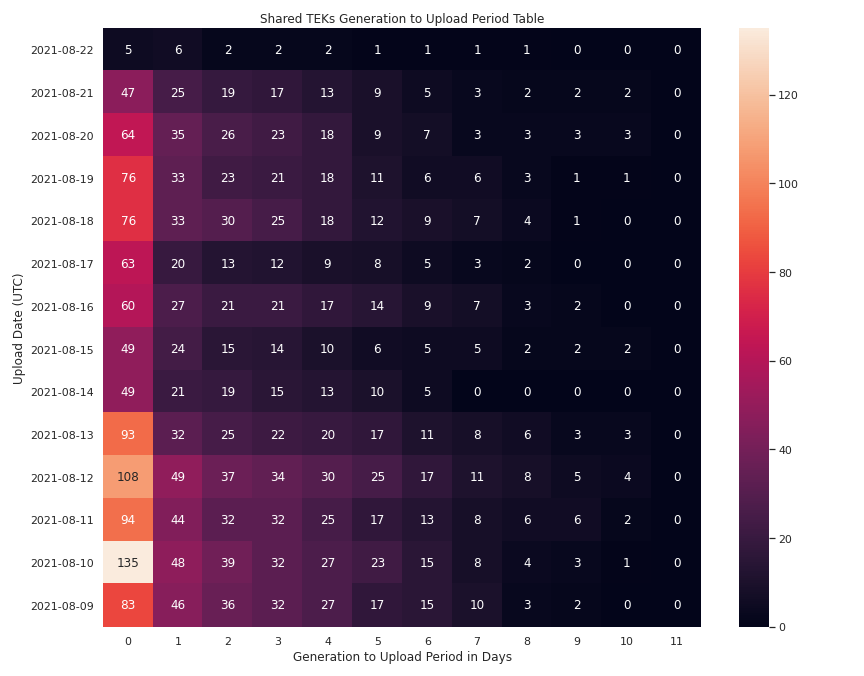 Shared TEKs Generation to Upload Period Table
2021-08-22 5 6 2 2 2 1 1 1 1 0 0 0
2021-08-21 47 25 19 17 13 9 5 3 2 2 2 0
2021-08-20 64 35 26 23 18 9 7 3 3 3 3 0
2021-08-19 76 33 23 21 18 11 6 6 3 1 1 0
2021-08-18 76 33 30 25 18 12 9 7 4 1 0 0
2021-08-17 63 20 13 12 9 8 5 3 2 0 0 0
2021-08-16 60 27 21 21 17 14 9 7 3 2 0 0
2021-08-15 49 24 15 14 10 6 5 5 2 2 2 0
2021-08-14 49 21 19 15 13 10 5 0 0 0 0 0
2021-08-13 93 32 25 22 20 17 11 8 6 3 3 0
2021-08-12 108 49 37 34 30 25 17 11 8 5 4 0
2021-08-11 94 44 32 32 25 17 13 8 6 6 2 0
2021-08-10 135 48 39 32 27 23 15 8 4 3 1 0
2021-08-09 83 46 36 32 27 17 15 10 3 2 0 0
0 1 2 3 4 5 6 7 8 9 10 11
Generation to Upload Period in Days
Upload Date (UTC)
120
100
80
60
40
20
0